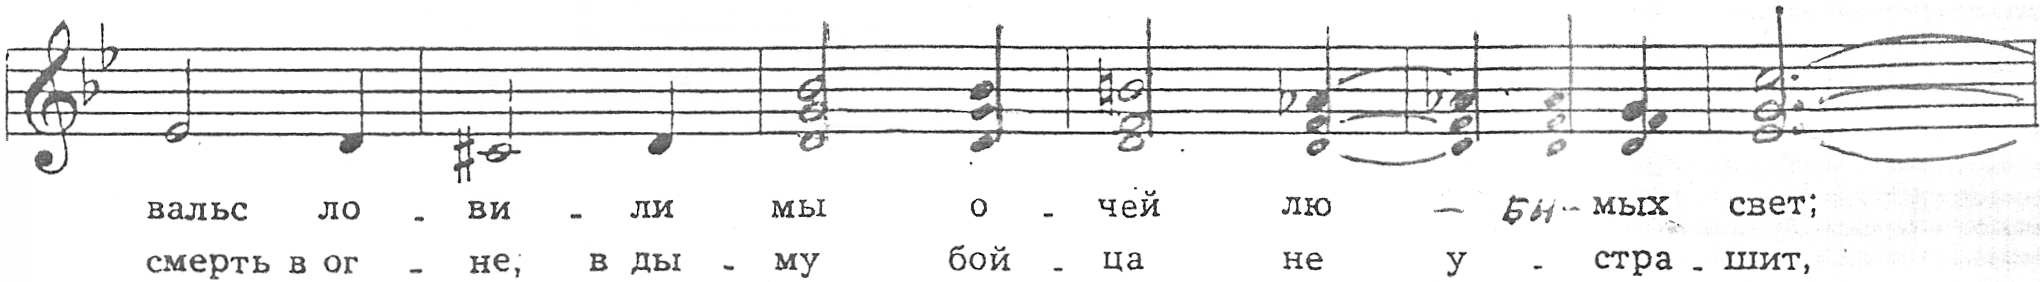 вальс ло - ви - ли мы о - чей лю - би- мых свет;
смерть в ог - не, в ды - му бой - ца не у - стра - шит,